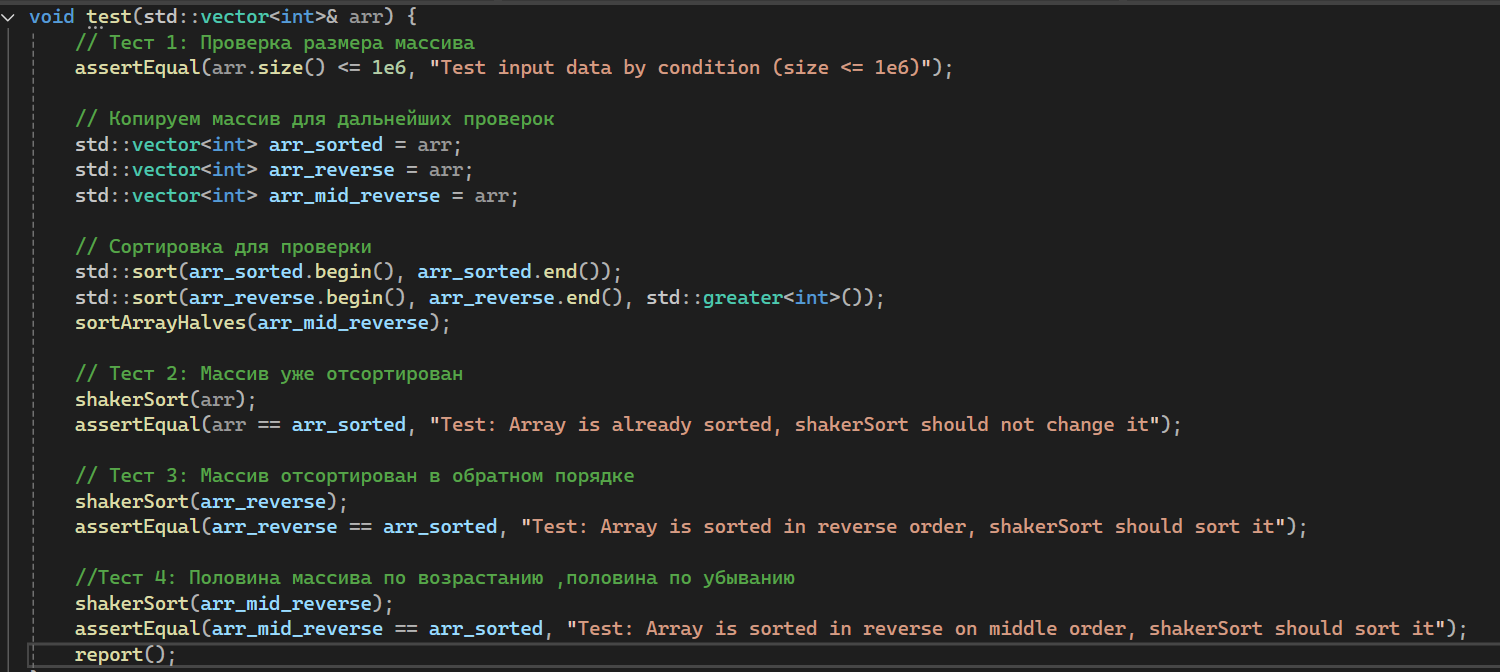 void test(std::vector<int>& arr) {
// Тест 1: Проверка размера массива
assertEqual(arr.size() <= 1e6, "Test input data by condition (size <= 1e6)");
// Копируем массив для дальнейших проверок
std::vector<int> arr_sorted = arr;
std::vector<int> arr_reverse = arr;
std::vector<int> arr_mid_reverse = arr;
// Сортировка для проверки
std::sort(arr_sorted.begin(), arr_sorted.end());
std::sort(arr_reverse.begin(), arr_reverse.end(), std::greater<int>());
sortArrayHalves(arr_mid_reverse);
// Тест 2: Массив уже отсортирован
shakerSort(arr);
assertEqual(arr == arr_sorted, "Test: Array is already sorted, shakerSort should not change it");
// Тест 3: Массив отсортирован в обратном порядке
shakerSort(arr_reverse);
assertEqual(arr_reverse == arr_sorted, "Test: Array is sorted in reverse order, shakerSort should sort it");
//Тест 4: Половина массива по возрастанию ,половина по убыванию
shakerSort(arr_mid_reverse);
assertEqual(arr_mid_reverse == arr_sorted, "Test: Array is sorted in reverse on middle order, shakerSort should sort it");
report();